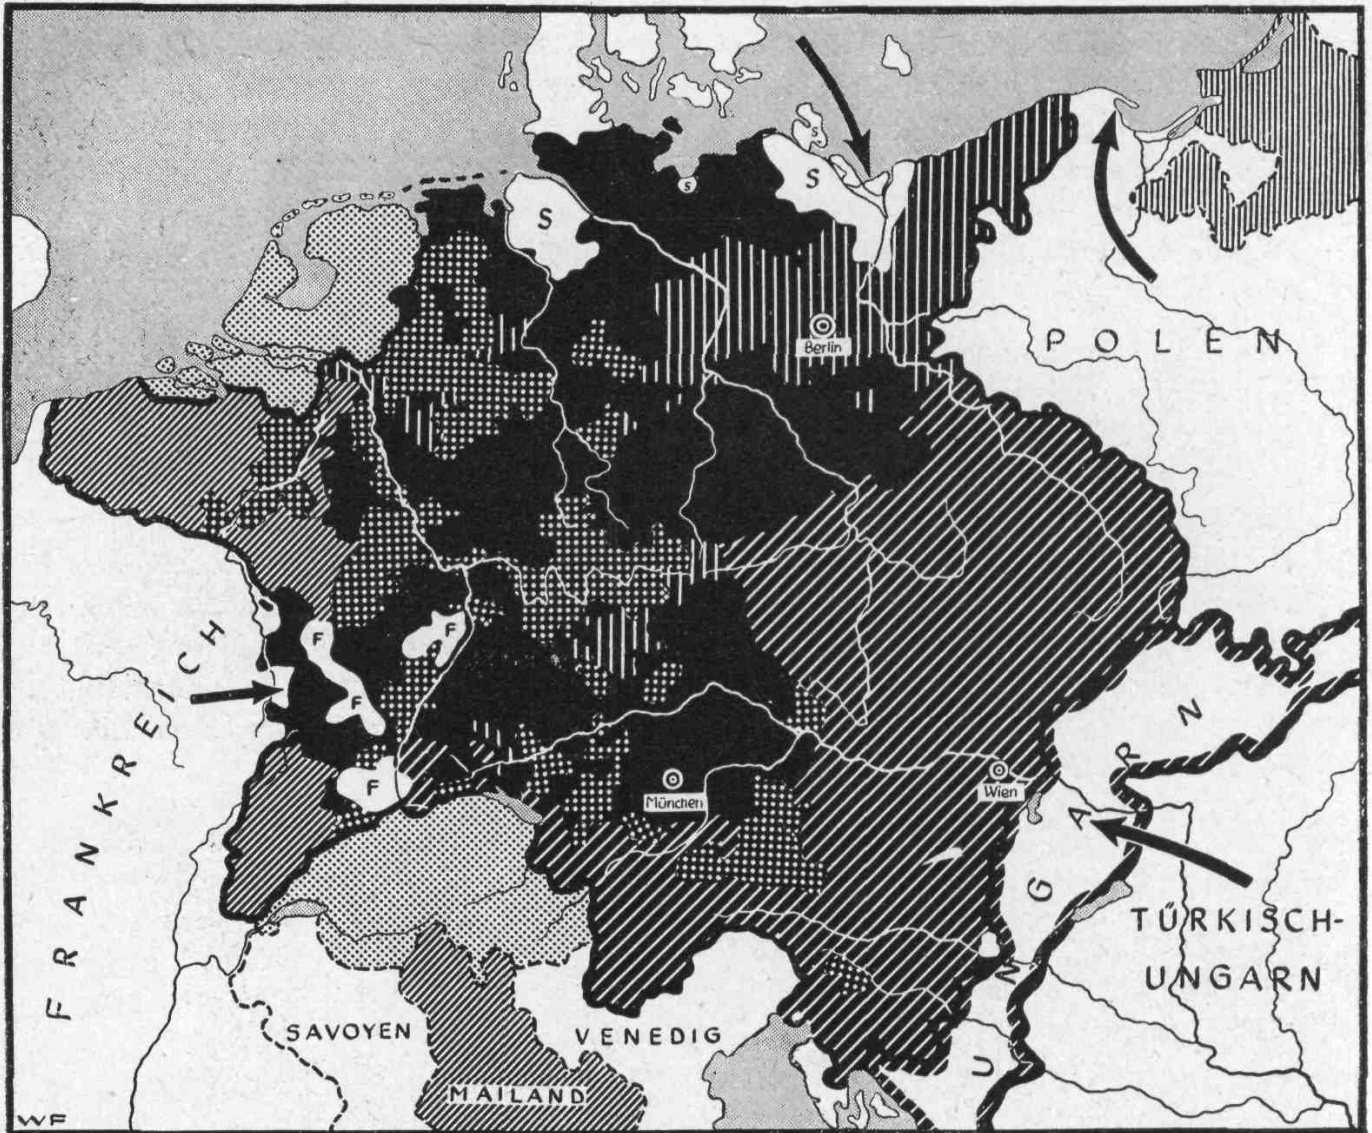 S
S
S
S
Berlin
POLEN
FRANKREICH
F
F
F
F
München
Wien
UNGARN
TÜRKISCH-
UNGARN
SAVOYEN
VENEDIG
MAILAND
WF